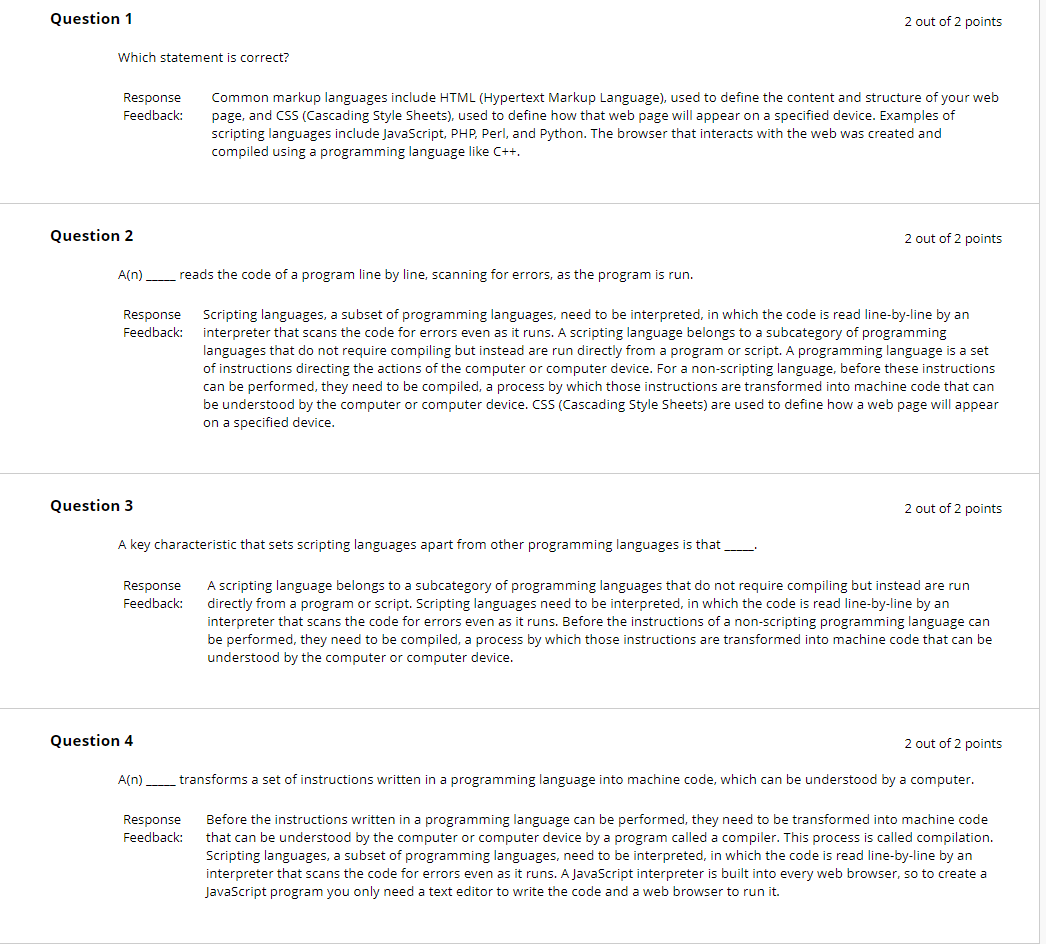 Question 1
2 out of 2 points
Which statement is correct?
Response Common markup languages include HTML (Hypertext Markup Language), used to define the content and structure of your web
Feedback: page, and CSS (Cascading Style Sheets), used to define how that web page will appear on a specified device. Examples of
scripting languages include JavaScript, PHP, Perl, and Python. The browser that interacts with the web was created and
compiled using a programming language like C++.
Question 2
2 out of 2 points
A(n) _____ reads the code of a program line by line, scanning for errors, as the program is run.
Response Scripting languages, a subset of programming languages, need to be interpreted, in which the code is read line-by-line by an
Feedback: interpreter that scans the code for errors even as it runs. A scripting language belongs to a subcategory of programming
languages that do not require compiling but instead are run directly from a program or script. A programming language is a set
of instructions directing the actions of the computer or computer device. For a non-scripting language, before these instructions
can be performed, they need to be compiled, a process by which those instructions are transformed into machine code that can
be understood by the computer or computer device. CSS (Cascading Style Sheets) are used to define how a web page will appear
on a specified device.
Question 3
2 out of 2 points
A key characteristic that sets scripting languages apart from other programming languages is that _____.
Response A scripting language belongs to a subcategory of programming languages that do not require compiling but instead are run
Feedback: directly from a program or script. Scripting languages need to be interpreted, in which the code is read line-by-line by an
interpreter that scans the code for errors even as it runs. Before the instructions of a non-scripting programming language can
be performed, they need to be compiled, a process by which those instructions are transformed into machine code that can be
understood by the computer or computer device.
Question 4
2 out of 2 points
A(n) _____ transforms a set of instructions written in a programming language into machine code, which can be understood by a computer.
Response Before the instructions written in a programming language can be performed, they need to be transformed into machine code
Feedback: that can be understood by the computer or computer device by a program called a compiler. This process is called compilation.
Scripting languages, a subset of programming languages, need to be interpreted, in which the code is read line-by-line by an
interpreter that scans the code for errors even as it runs. A JavaScript interpreter is built into every web browser, so to create a
JavaScript program you only need a text editor to write the code and a web browser to run it.